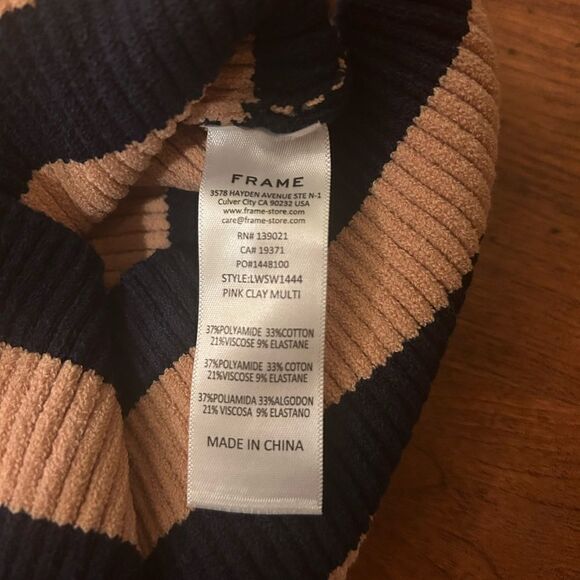 FRAME
3578 HAYDEN AVENUE STE N-1
Culver City CA 90232 USA
www.frame-store.com
care@frame-store.com
RN# 139021
CA# 19371
PO#1448100
STYLE:LWSW1444
PINK CLAY MULTI
37%POLYAMIDE 33%COTTON
21%VISCOSE 9% ELASTANE
37%POLYAMIDE 33% COTON
21%VISCOSE 9% ELASTANE
37%POLIAMIDA 33%ALGODON
21% VISCOSA 9% ELASTANO
MADE IN CHINA